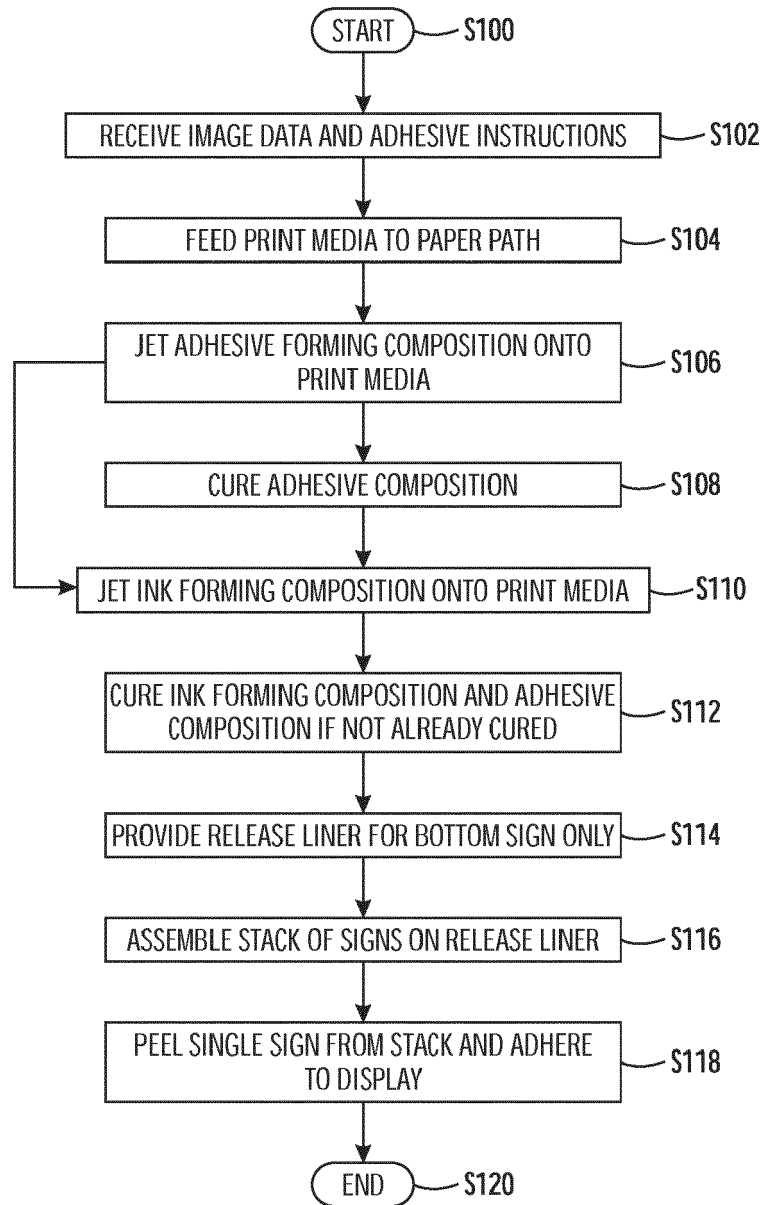 START
S100
RECEIVE IMAGE DATA AND ADHESIVE INSTRUCTIONS
S102
FEED PRINT MEDIA TO PAPER PATH
S104
JET ADHESIVE FORMING COMPOSITION ONTO
PRINT MEDIA
S106
CURE ADHESIVE COMPOSITION
S108
JET INK FORMING COMPOSITION ONTO PRINT MEDIA
S110
CURE INK FORMING COMPOSITION AND ADHESIVE
COMPOSITION IF NOT ALREADY CURED
S112
PROVIDE RELEASE LINER FOR BOTTOM SIGN ONLY
S114
ASSEMBLE STACK OF SIGNS ON RELEASE LINER
S116
PEEL SINGLE SIGN FROM STACK AND ADHERE
TO DISPLAY
S118
END
S120